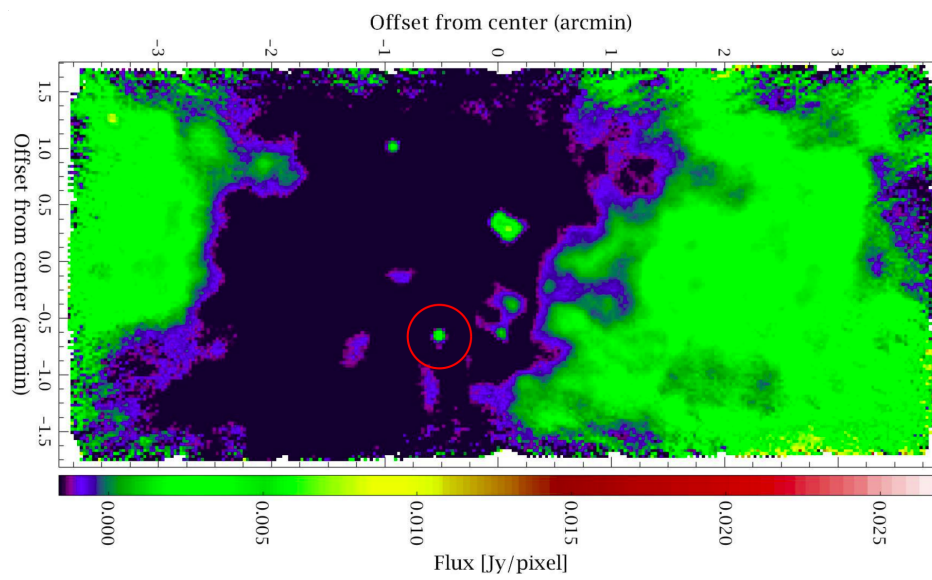 Offset from center (arcmin)
-3 -2 -1 0 1 2 3
Offset from center (arcmin)
1.5
1.0
0.5
0.0
-0.5
-1.0
-1.5
0.000 0.005 0.010 0.015 0.020 0.025
Flux [Jy/pixel]